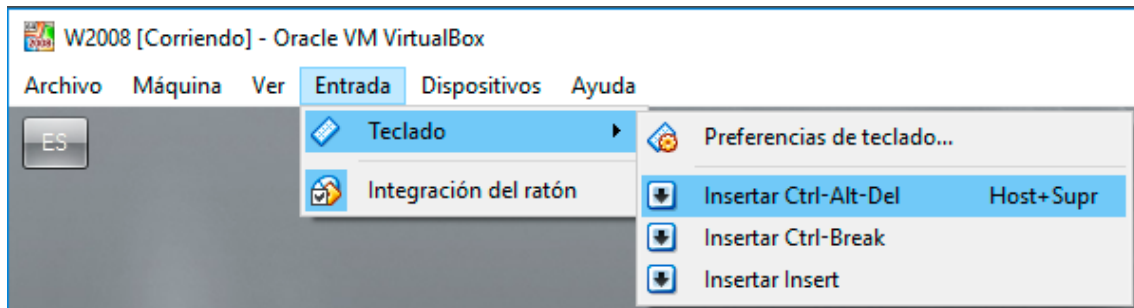 W2008 [Corriendo] - Oracle VM VirtualBox
Archivo Máquina Ver Entrada Dispositivos Ayuda
ES
Teclado
Integración del ratón
Preferencias de teclado...
Insertar Ctrl-Alt-Del Host+Supr
Insertar Ctrl-Break
Insertar Insert